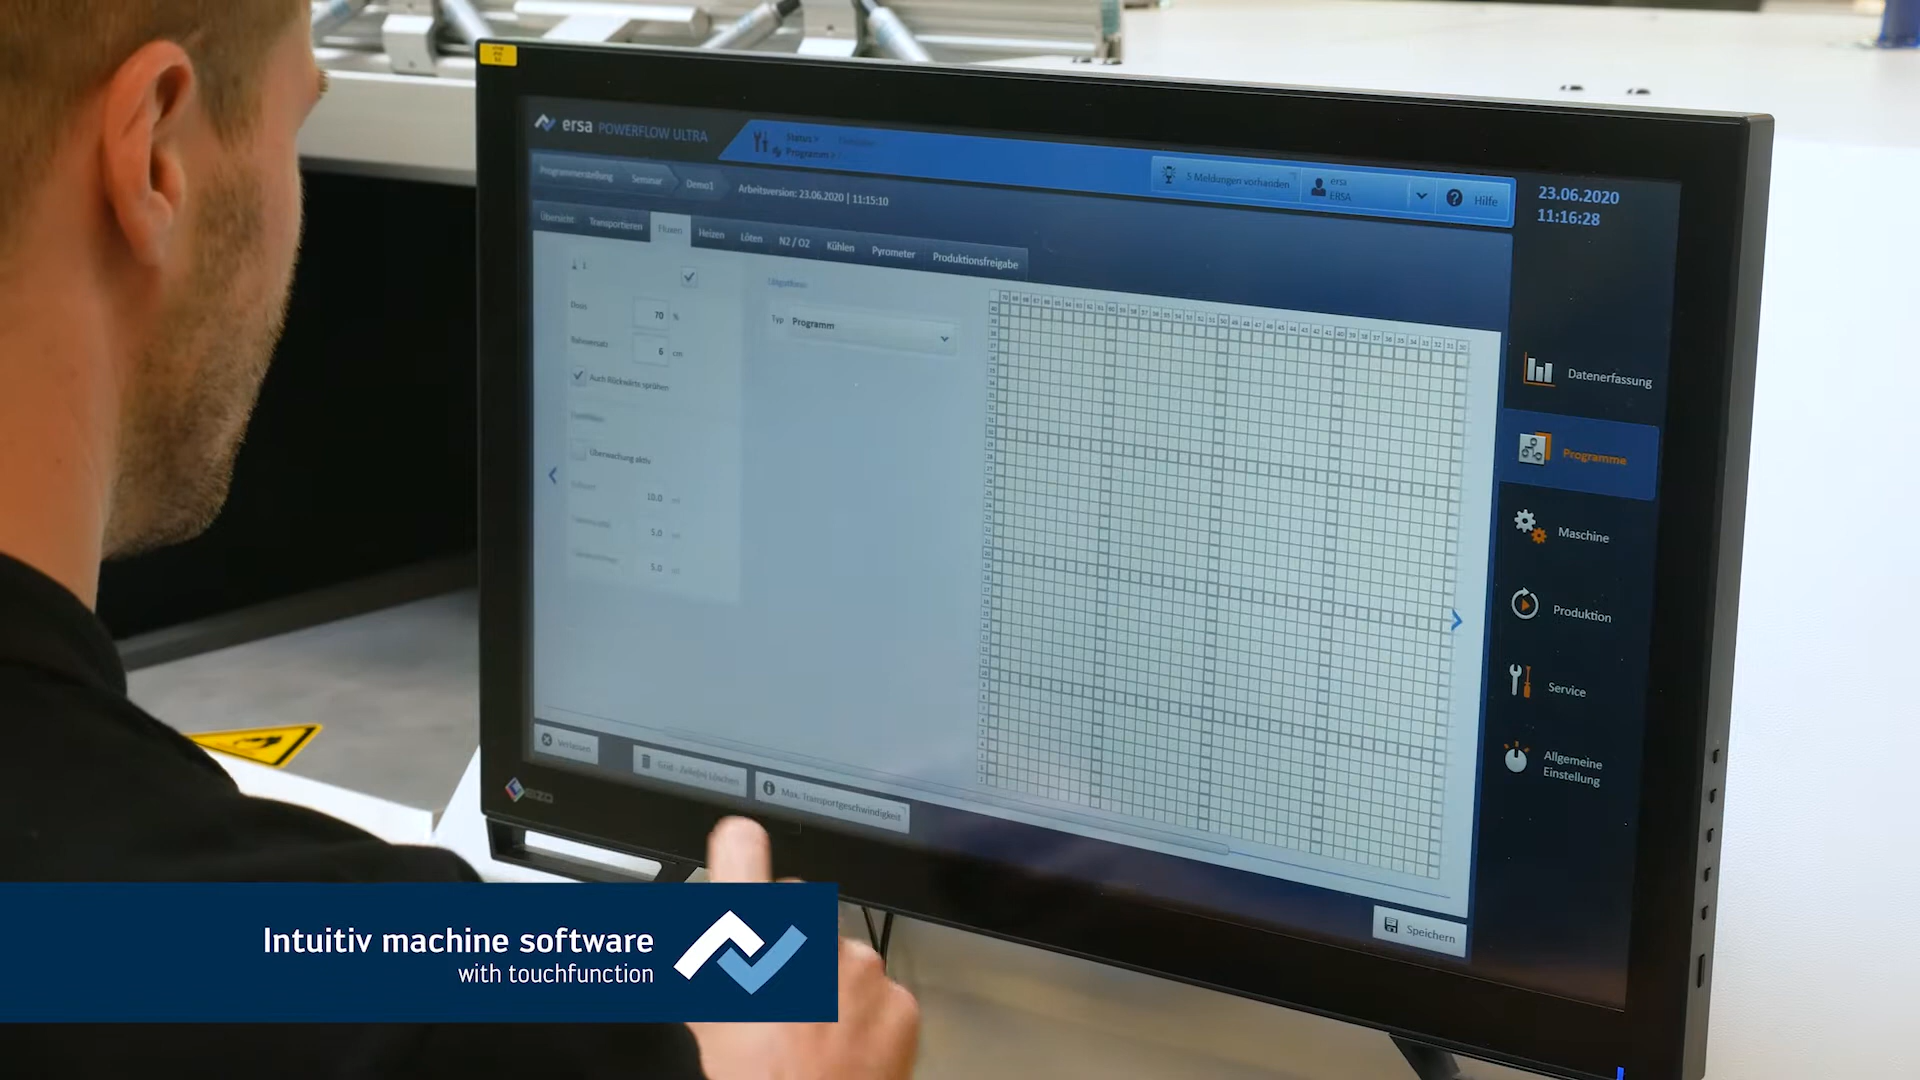 ersa POWERFLOW ULTRA
Status >
Programm
5 Meldungen vorhanden
ersa
ERSA
Hilfe
23.06.2020
11:16:28
Programmerstellung
Seminar
Demo1
Arbeitsversion: 23.06.2020 | 11:15:10
Übersicht
Transportieren
Fluxen
Heizen
Löten
N2 / O2
Kühlen
Pyrometer
Produktionsfreigabe
70 %
6 cm
Auch Rückwärts sprühen
Überwachung aktiv
10.0
5.0
5.0
Typ
Programm
Datenerfassung
Programme
Maschine
Produktion
Service
Allgemeine
Einstellung
Verlassen
Max. Transportgeschwindigkeit
Speichern
EIZO
Intuitiv machine software
with touchfunction